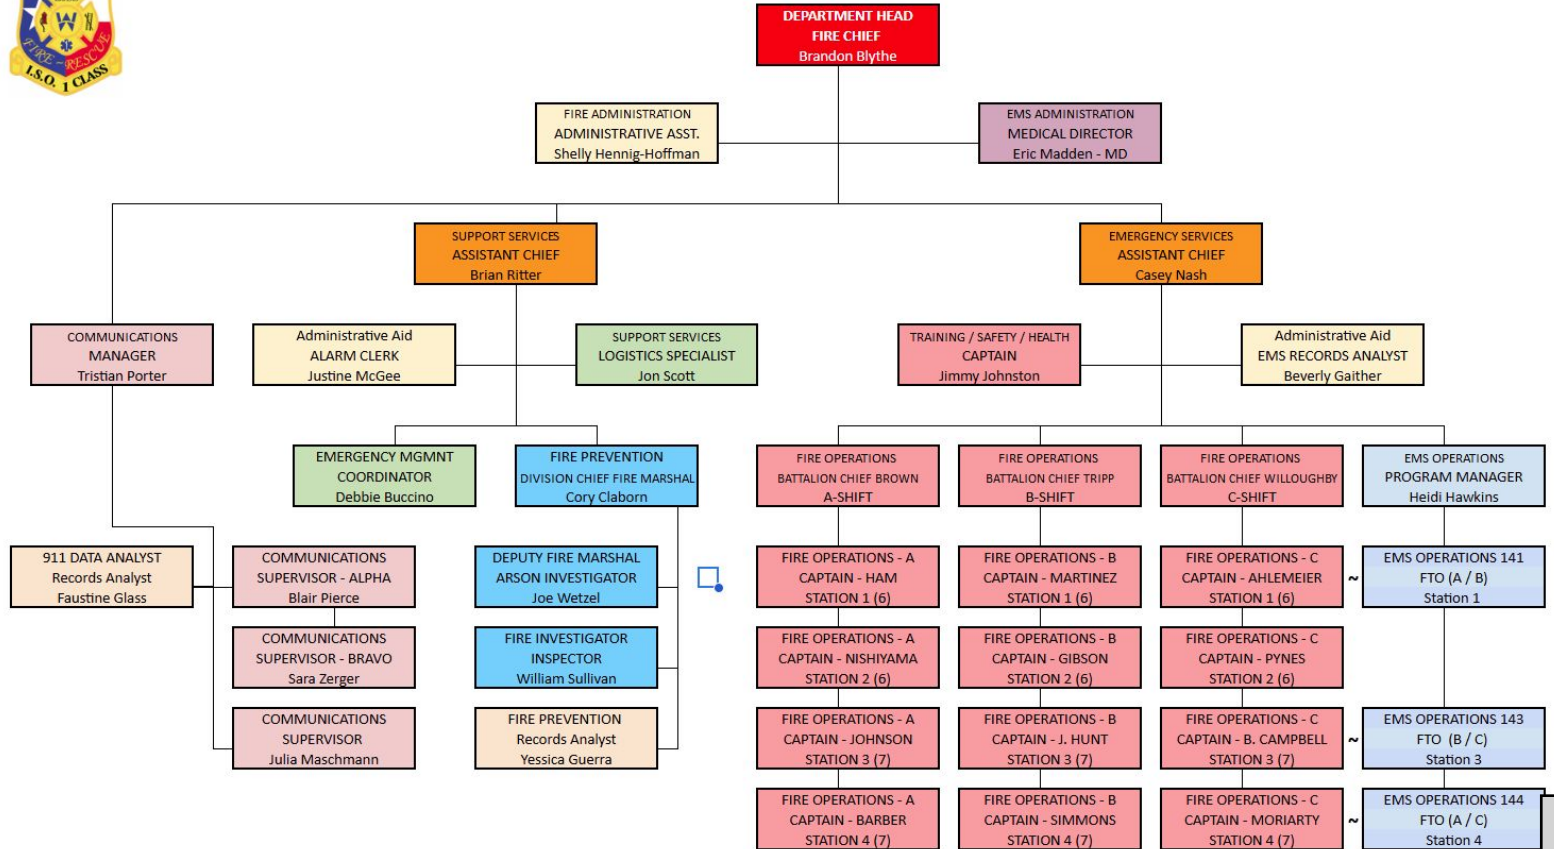 W
FIRE-RESCUE
I.S.O. 1 CLASS
DEPARTMENT HEAD
FIRE CHIEF
Brandon Blythe
FIRE ADMINISTRATION
ADMINISTRATIVE ASST.
Shelly Hennig-Hoffman
EMS ADMINISTRATION
MEDICAL DIRECTOR
Eric Madden - MD
SUPPORT SERVICES
ASSISTANT CHIEF
Brian Ritter
EMERGENCY SERVICES
ASSISTANT CHIEF
Casey Nash
COMMUNICATIONS
MANAGER
Tristian Porter
Administrative Aid
ALARM CLERK
Justine McGee
SUPPORT SERVICES
LOGISTICS SPECIALIST
Jon Scott
TRAINING / SAFETY / HEALTH
CAPTAIN
Jimmy Johnston
Administrative Aid
EMS RECORDS ANALYST
Beverly Gaither
EMERGENCY MGMNT
COORDINATOR
Debbie Buccino
FIRE PREVENTION
DIVISION CHIEF FIRE MARSHAL
Cory Claborn
FIRE OPERATIONS
BATTALION CHIEF BROWN
A-SHIFT
FIRE OPERATIONS
BATTALION CHIEF TRIPP
B-SHIFT
FIRE OPERATIONS
BATTALION CHIEF WILLOUGHBY
C-SHIFT
EMS OPERATIONS
PROGRAM MANAGER
Heidi Hawkins
911 DATA ANALYST
Records Analyst
Faustine Glass
COMMUNICATIONS
SUPERVISOR - ALPHA
Blair Pierce
DEPUTY FIRE MARSHAL
ARSON INVESTIGATOR
Joe Wetzel
FIRE OPERATIONS - A
CAPTAIN - HAM
STATION 1 (6)
FIRE OPERATIONS - B
CAPTAIN - MARTINEZ
STATION 1 (6)
FIRE OPERATIONS - C
CAPTAIN - AHLEMEIER
STATION 1 (6)
~
EMS OPERATIONS 141
FTO (A / B)
Station 1
COMMUNICATIONS
SUPERVISOR - BRAVO
Sara Zerger
FIRE INVESTIGATOR
INSPECTOR
William Sullivan
FIRE OPERATIONS - A
CAPTAIN - NISHIYAMA
STATION 2 (6)
FIRE OPERATIONS - B
CAPTAIN - GIBSON
STATION 2 (6)
FIRE OPERATIONS - C
CAPTAIN - PYNES
STATION 2 (6)
COMMUNICATIONS
SUPERVISOR
Julia Maschmann
FIRE PREVENTION
Records Analyst
Yessica Guerra
FIRE OPERATIONS - A
CAPTAIN - JOHNSON
STATION 3 (7)
FIRE OPERATIONS - B
CAPTAIN - J. HUNT
STATION 3 (7)
FIRE OPERATIONS - C
CAPTAIN - B. CAMPBELL
STATION 3 (7)
~
EMS OPERATIONS 143
FTO (B / C)
Station 3
FIRE OPERATIONS - A
CAPTAIN - BARBER
STATION 4 (7)
FIRE OPERATIONS - B
CAPTAIN - SIMMONS
STATION 4 (7)
FIRE OPERATIONS - C
CAPTAIN - MORIARTY
STATION 4 (7)
~
EMS OPERATIONS 144
FTO (A / C)
Station 4